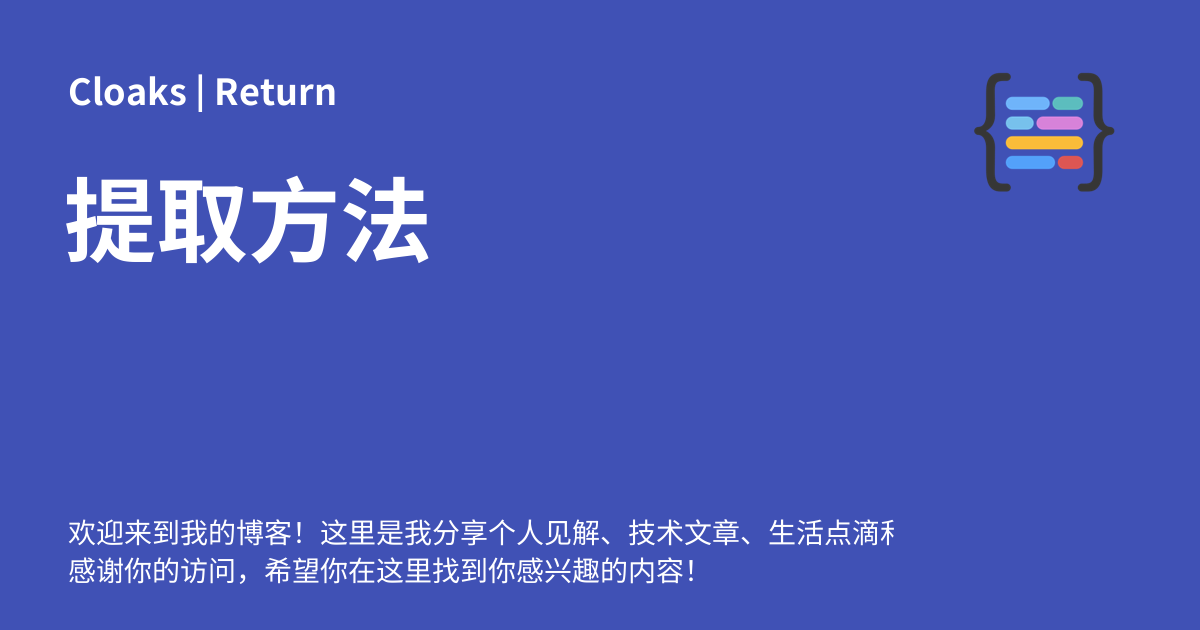 Cloaks | Return
提取方法
欢迎来到我的博客！这里是我分享个人见解、技术文章、生活点滴
感谢你的访问，希望你在这里找到你感兴趣的内容！